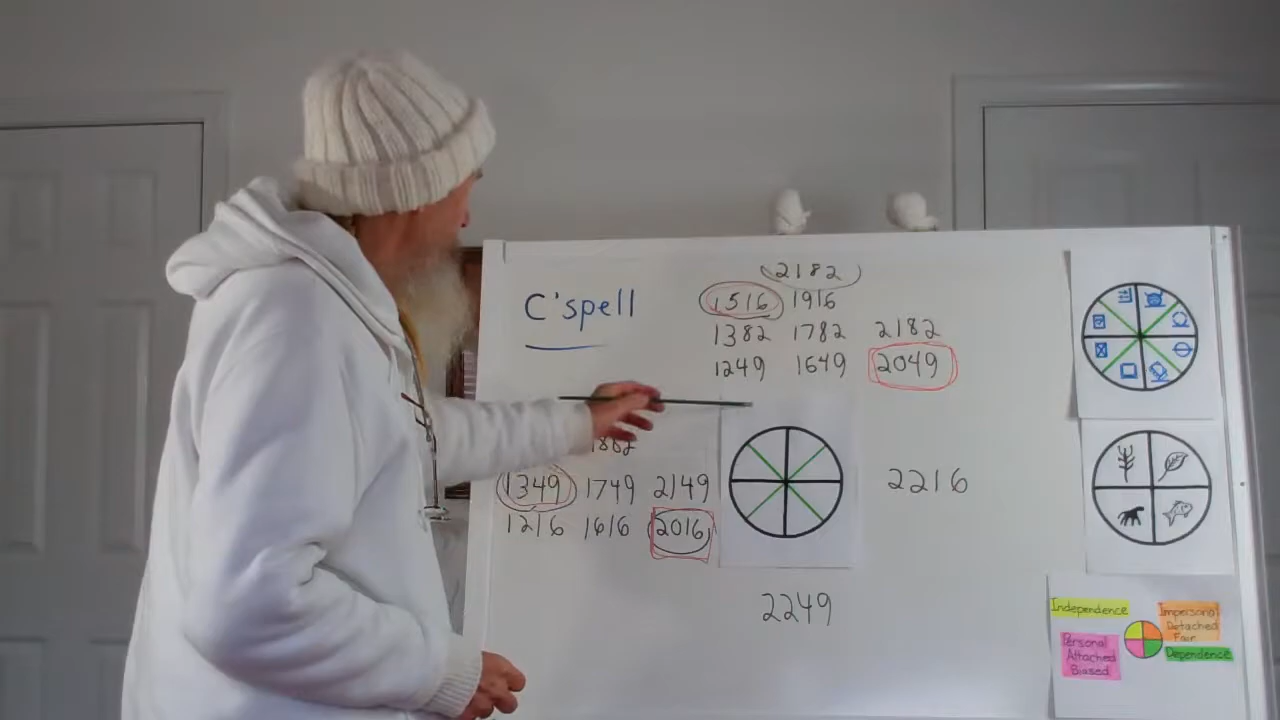 C'spell
2182
1516 1916
1382 1782 2182
1249 1649 2049
1349 1749 2149
1216 1616 2016
2216
2249
Independence
Impersonal
Detached
Fair
Personal
Attached
Biased
Dependence